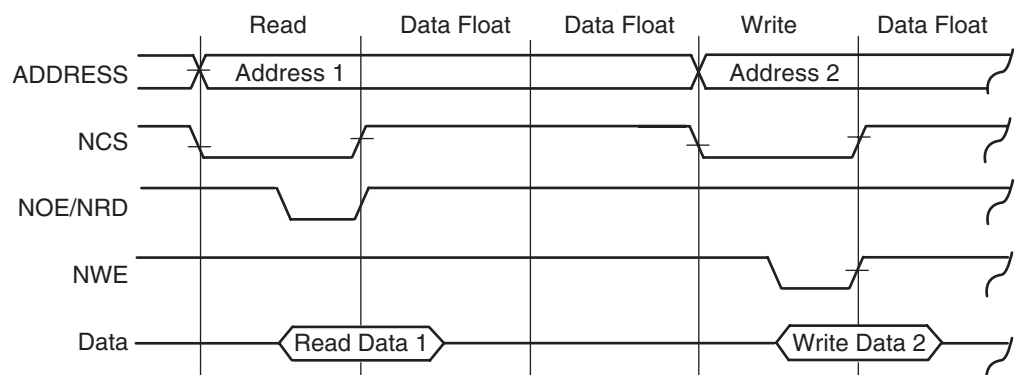 Read Data Float Data Float Write Data Float
ADDRESS Address 1 Address 2
NCS
NOE/NRD
NWE
Data Read Data 1 Write Data 2